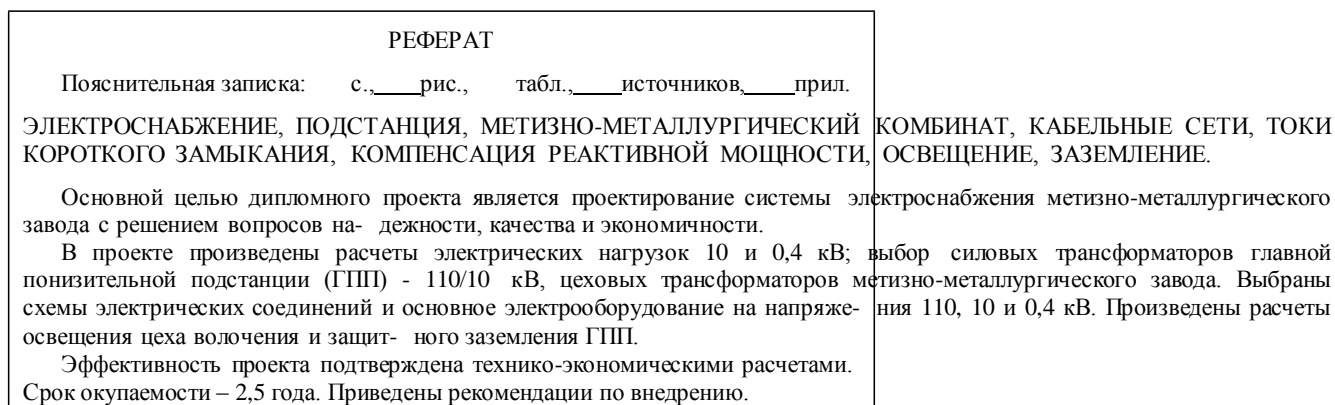 РЕФЕРАТ
Пояснительная записка: с.,____рис., табл.,____источников,____прил.
ЭЛЕКТРОСНАБЖЕНИЕ, ПОДСТАНЦИЯ, МЕТИЗНО-МЕТАЛЛУРГИЧЕСКИЙ КОМБИНАТ, КАБЕЛЬНЫЕ СЕТИ, ТОКИ
КОРОТКОГО ЗАМЫКАНИЯ, КОМПЕНСАЦИЯ РЕАКТИВНОЙ МОЩНОСТИ, ОСВЕЩЕНИЕ, ЗАЗЕМЛЕНИЕ.
Основной целью дипломного проекта является проектирование системы электроснабжения метизно-металлургического
завода с решением вопросов на- дежности, качества и экономичности.
В проекте произведены расчеты электрических нагрузок 10 и 0,4 кВ; выбор силовых трансформаторов главной
понизительной подстанции (ГПП) - 110/10 кВ, цеховых трансформаторов метизно-металлургического завода. Выбраны
схемы электрических соединений и основное электрооборудование на напряже- ния 110, 10 и 0,4 кВ. Произведены расчеты
освещения цеха волочения и защит- ного заземления ГПП.
Эффективность проекта подтверждена технико-экономическими расчетами.
Срок окупаемости – 2,5 года. Приведены рекомендации по внедрению.